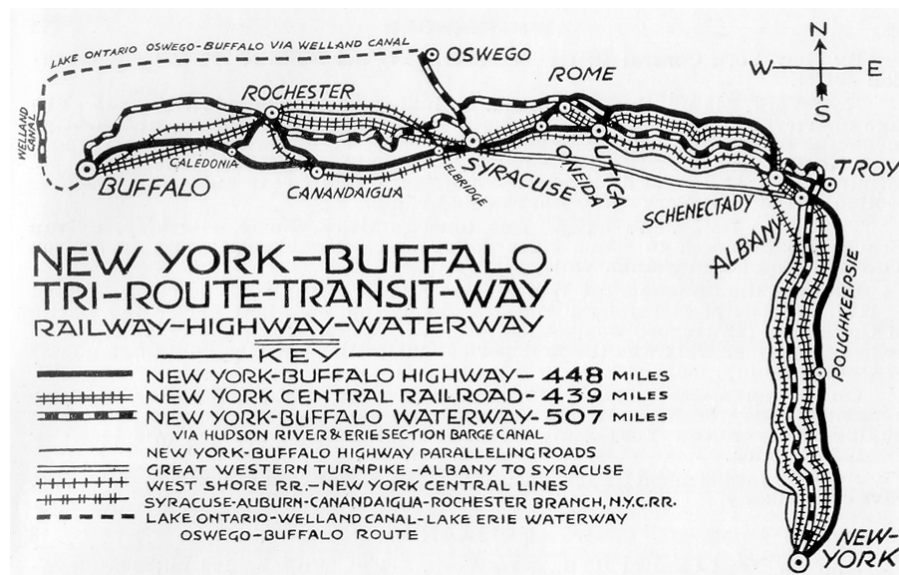 LAKE ONTARIO OSWEGO-BUFFALO VIA WELLAND CANAL
OSWEGO
N
W E
S
ROME
ROCHESTER
WELLAND
CANAL
BUFFALO
CALEDONIA
CANANDAIGUA
ELBRIDGE
SYRACUSE
ONEIDA
UTIGA
SCHENECTADY
TROY
ALBANY
POUGHKEEPSIE
NEW YORK-BUFFALO
TRI-ROUTE-TRANSIT-WAY
RAILWAY-HIGHWAY-WATERWAY
KEY
NEW YORK-BUFFALO HIGHWAY- 448 MILES
NEW YORK CENTRAL RAILROAD- 439 MILES
NEW YORK-BUFFALO WATERWAY-507 MILES
VIA HUDSON RIVER & ERIE SECTION BARGE CANAL
NEW YORK-BUFFALO HIGHWAY PARALLELING ROADS
GREAT WESTERN TURNPIKE -ALBANY TO SYRACUSE
WEST SHORE RR.-NEW YORK CENTRAL LINES
SYRACUSE-AUBURN-CANANDAIGUA-ROCHESTER BRANCH, N.Y.C.RR.
LAKE ONTARIO-WELLAND CANAL-LAKE ERIE WATERWAY
OSWEGO-BUFFALO ROUTE
NEW-
YORK